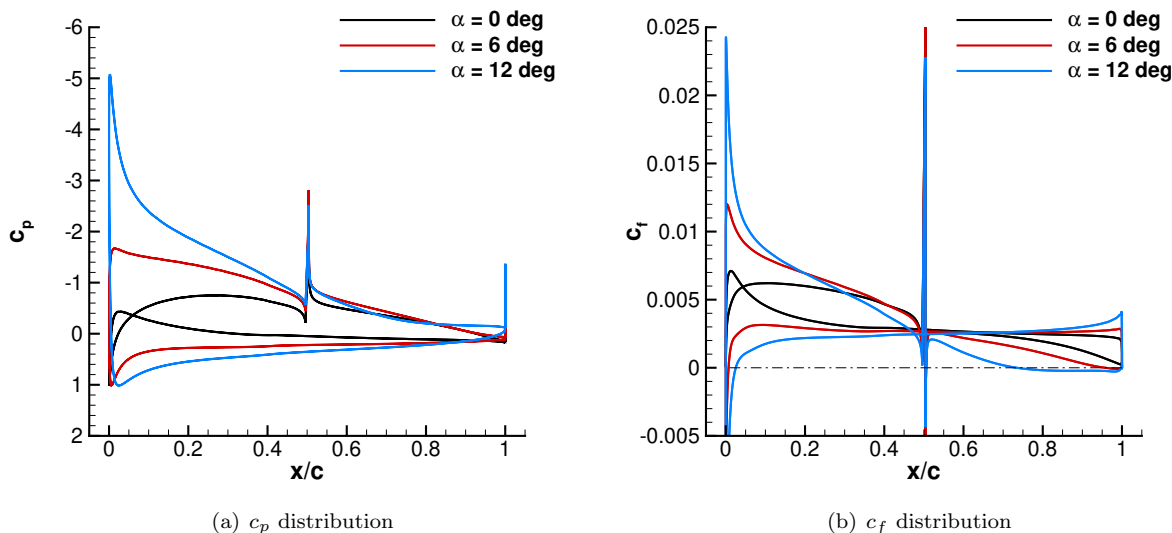 α = 0 deg
α = 6 deg
α = 12 deg
-6
-5
-4
-3
-2
-1
0
1
2
c_p
0 0.2 0.4 0.6 0.8 1
x/c
(a) c_p distribution
α = 0 deg
α = 6 deg
α = 12 deg
0.025
0.02
0.015
0.01
0.005
0
-0.005
c_f
0 0.2 0.4 0.6 0.8 1
x/c
(b) c_f distribution